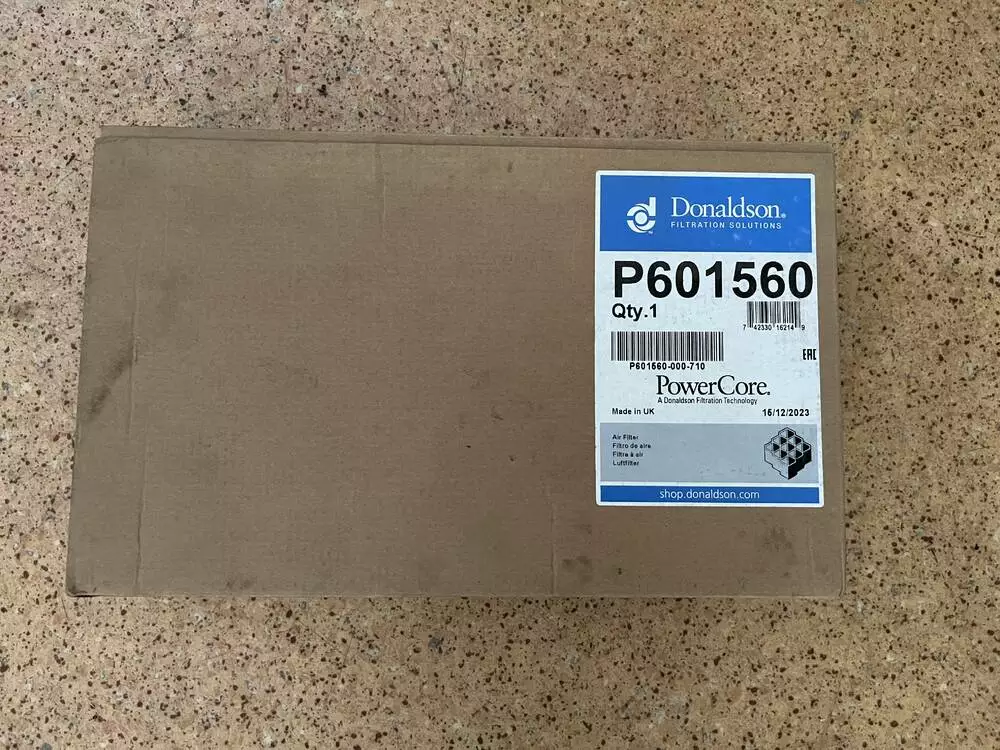 Donaldson®
FILTRATION SOLUTIONS
P601560
Qty.1
7 42330 16214 9
P601560-000-710
EAC
PowerCore®
A Donaldson Filtration Technology
Made in UK 15/12/2023
Air Filter
Filtro de aire
Filtre à air
Luftfilter
shop.donaldson.com